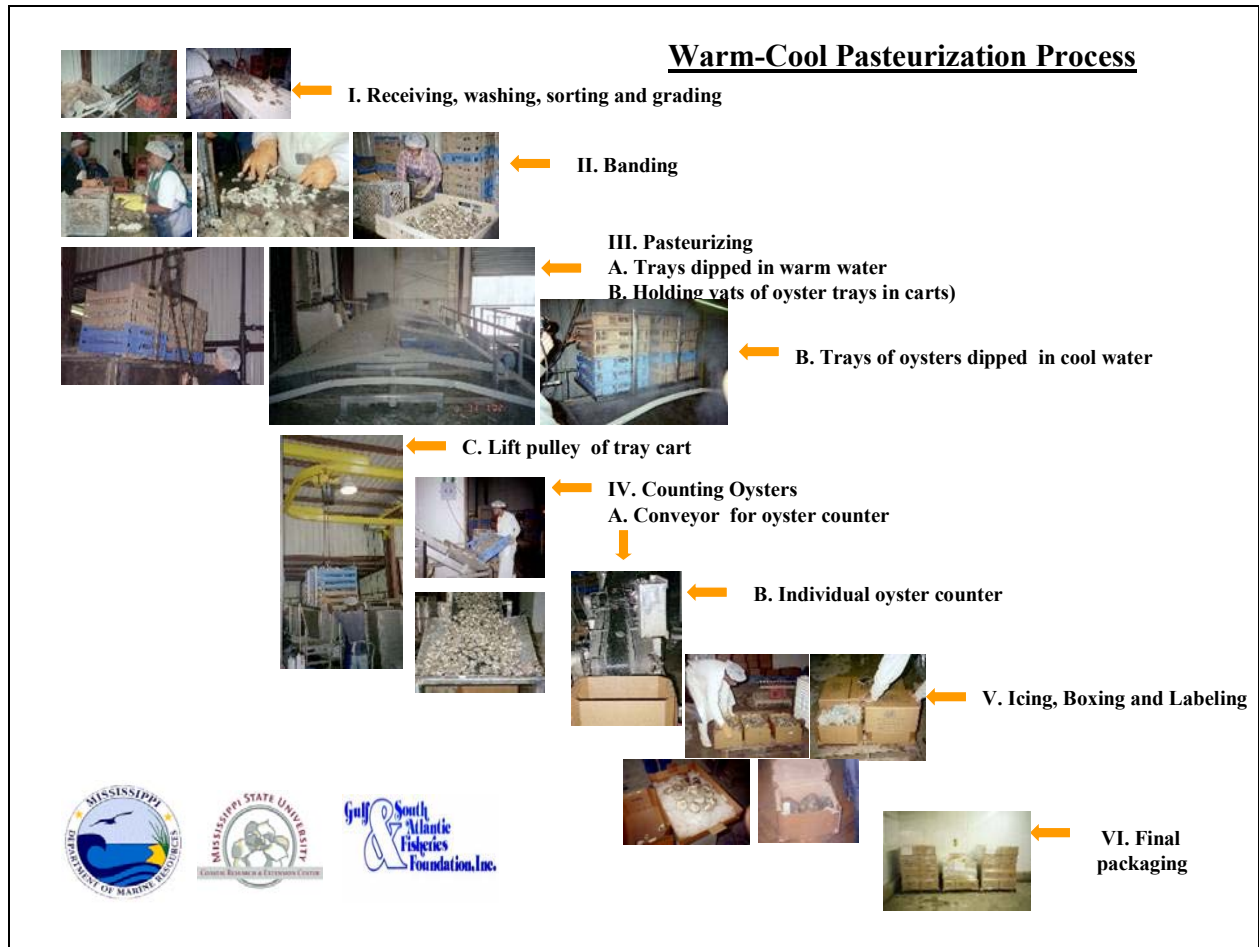 Warm-Cool Pasteurization Process
I. Receiving, washing, sorting and grading
II. Banding
III. Pasteurizing
A. Trays dipped in warm water
B. Holding vats of oyster trays in carts)
B. Trays of oysters dipped in cool water
C. Lift pulley of tray cart
IV. Counting Oysters
A. Conveyor for oyster counter
B. Individual oyster counter
V. Icing, Boxing and Labeling
VI. Final
packaging
MISSISSIPPI
DEPARTMENT OF MARINE RESOURCES
MISSISSIPPI STATE UNIVERSITY
COASTAL RESEARCH & EXTENSION CENTER
Gulf & South
Atlantic
Fisheries
Foundation, Inc.